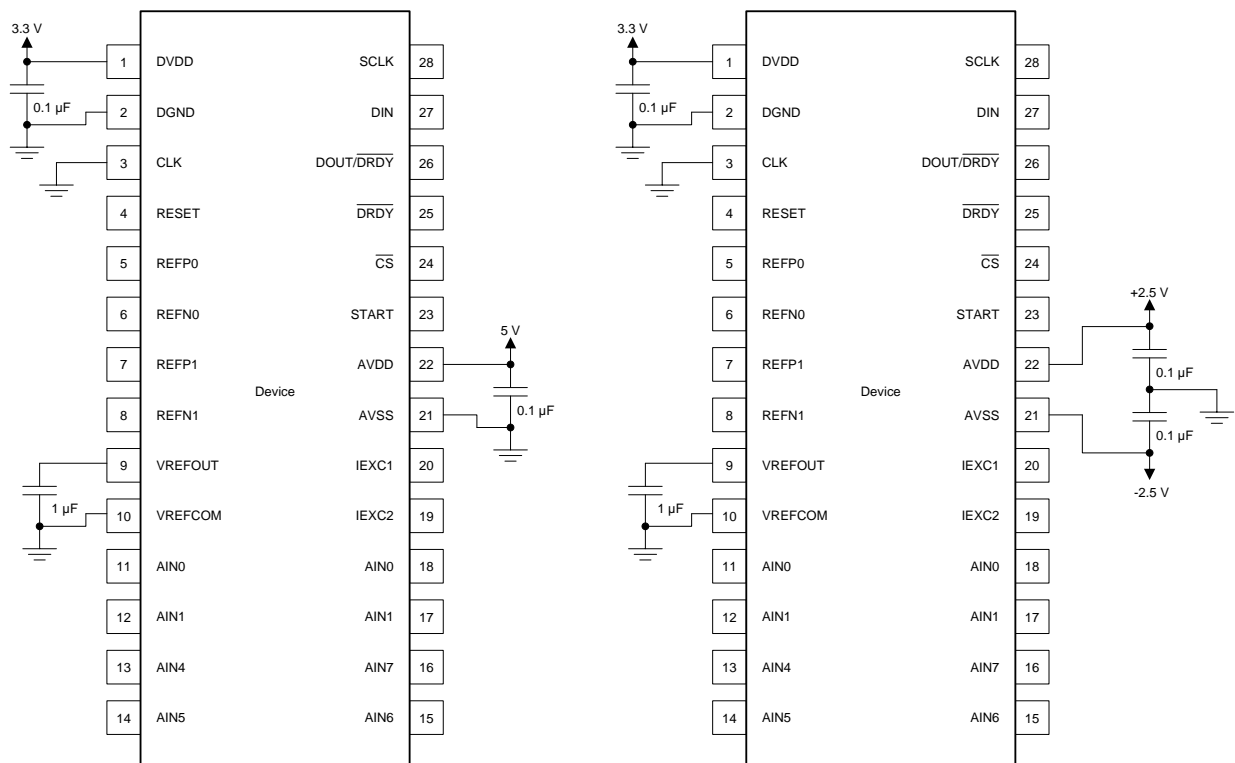 3.3 V
0.1 µF
1 DVDD
2 DGND
3 CLK
4 RESET
5 REFP0
6 REFN0
7 REFP1
8 REFN1
9 VREFOUT
10 VREFCOM
11 AIN0
12 AIN1
13 AIN4
14 AIN5
1 µF
Device
SCLK 28
DIN 27
DOUT/DRDY 26
DRDY 25
CS 24
START 23
AVDD 22
AVSS 21
IEXC1 20
IEXC2 19
AIN0 18
AIN1 17
AIN7 16
AIN6 15
5 V
0.1 µF
3.3 V
0.1 µF
1 DVDD
2 DGND
3 CLK
4 RESET
5 REFP0
6 REFN0
7 REFP1
8 REFN1
9 VREFOUT
10 VREFCOM
11 AIN0
12 AIN1
13 AIN4
14 AIN5
1 µF
Device
SCLK 28
DIN 27
DOUT/DRDY 26
DRDY 25
CS 24
START 23
AVDD 22
AVSS 21
IEXC1 20
IEXC2 19
AIN0 18
AIN1 17
AIN7 16
AIN6 15
+2.5 V
0.1 µF
0.1 µF
-2.5 V